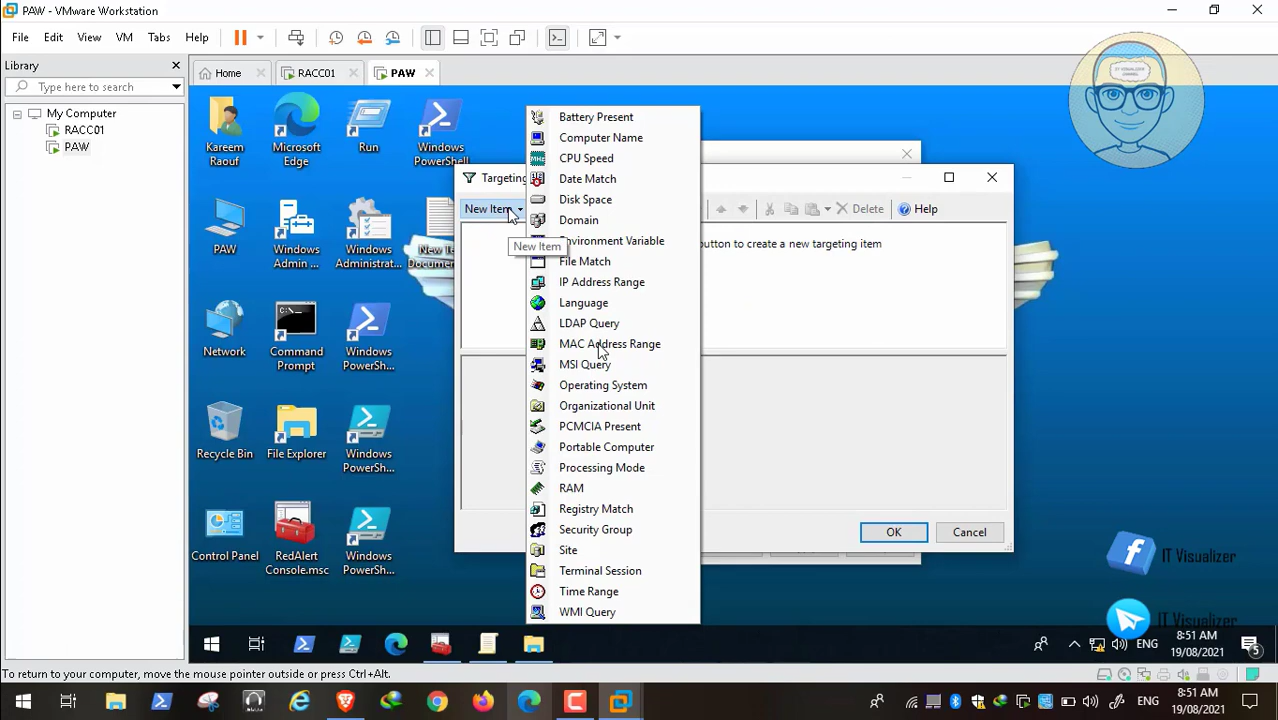 PAW - VMware Workstation
File Edit View VM Tabs Help
Library
Type here to search
My Computer
RACC01
PAW
Home
RACC01
PAW
IT VISUALIZER
CHANNEL
Kareem
Raouf
Microsoft
Edge
Run
Windows
PowerShell
PAW
Windows
Admin ...
Windows
Administrat...
New Te
Documen
Network
Command
Prompt
Windows
PowerSh...
Recycle Bin
File Explorer
Windows
PowerSh...
Control Panel
RedAlert
Console.msc
Windows
PowerSh...
Targeting
New Item
Delete
Help
button to create a new targeting item
New Item
Battery Present
Computer Name
CPU Speed
Date Match
Disk Space
Domain
Environment Variable
File Match
IP Address Range
Language
LDAP Query
MAC Address Range
MSI Query
Operating System
Organizational Unit
PCMCIA Present
Portable Computer
Processing Mode
RAM
Registry Match
Security Group
Site
Terminal Session
Time Range
WMI Query
OK
Cancel
IT Visualizer
IT Visualizer
ENG
8:51 AM
19/08/2021
5
To return to your computer, move the mouse pointer outside or press Ctrl+Alt.
ENG
8:51 AM
19/08/2021